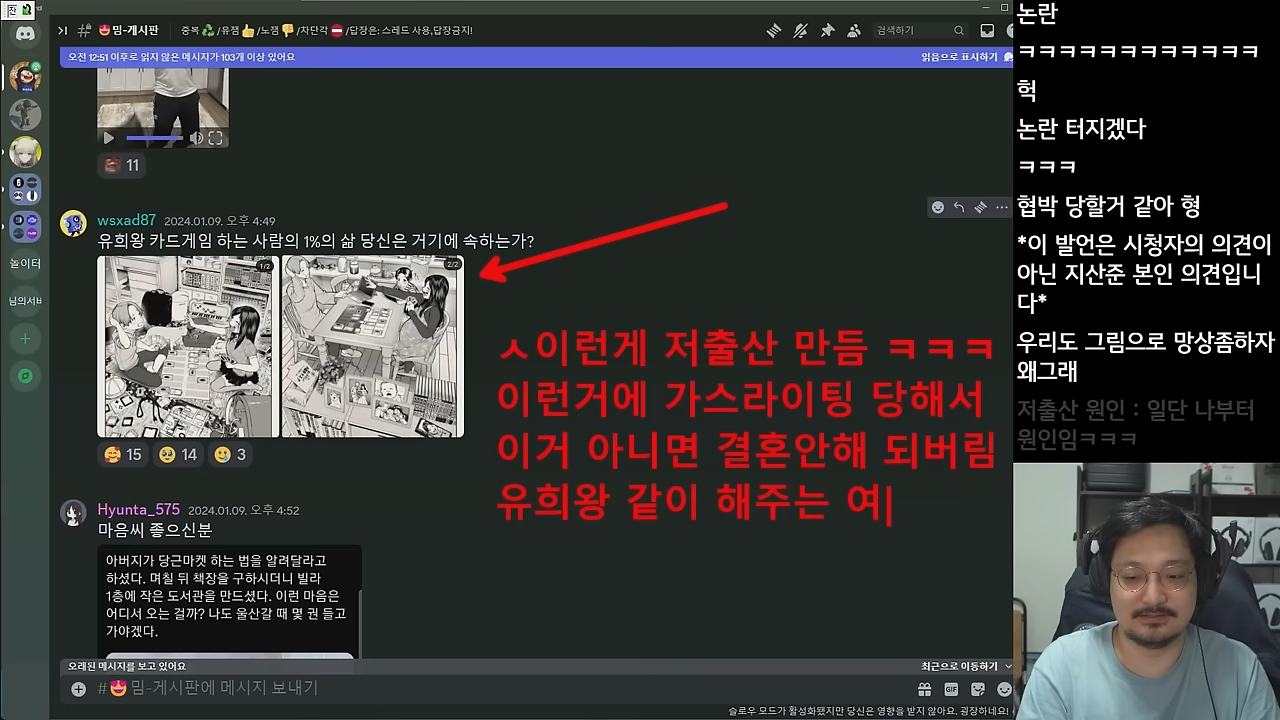 잔
밈-게시판
중복♻️/유잼👍/노잼👎/차단각⛔/답장은: 스레드 사용,답장금지!
검색하기
오전 12:51 이후로 읽지 않은 메시지가 103개 이상 있어요
읽음으로 표시하기
11
wsxad87 2024.01.09. 오후 4:49
유희왕 카드게임 하는 사람의 1%의 삶 당신은 거기에 속하는가?
1/2
2/2
15
14
3
ㅅ이런게 저출산 만듬 ㅋㅋㅋ
이런거에 가스라이팅 당해서
이거 아니면 결혼안해 되버림
유희왕 같이 해주는 여
Hyunta_575 2024.01.09. 오후 4:52
마음씨 좋으신분
아버지가 당근마켓 하는 법을 알려달라고
하셨다. 며칠 뒤 책장을 구하시더니 빌라
1층에 작은 도서관을 만드셨다. 이런 마음은
어디서 오는 걸까? 나도 울산갈 때 몇 권 들고
가야겠다.
오래된 메시지를 보고 있어요
최근으로 이동하기
#😍밈-게시판에 메시지 보내기
GIF
슬로우 모드가 활성화됐지만 당신은 영향을 받지 않아요. 굉장하네요!
놀이터
님의서버
논란
ㅋㅋㅋㅋㅋㅋㅋㅋㅋㅋㅋㅋ
헉
논란 터지겠다
ㅋㅋㅋ
협박 당할거 같아 형
*이 발언은 시청자의 의견이
아닌 지산준 본인 의견입니
다*
우리도 그림으로 망상좀하자
왜그래
저출산 원인 : 일단 나부터
원인임ㅋㅋㅋ